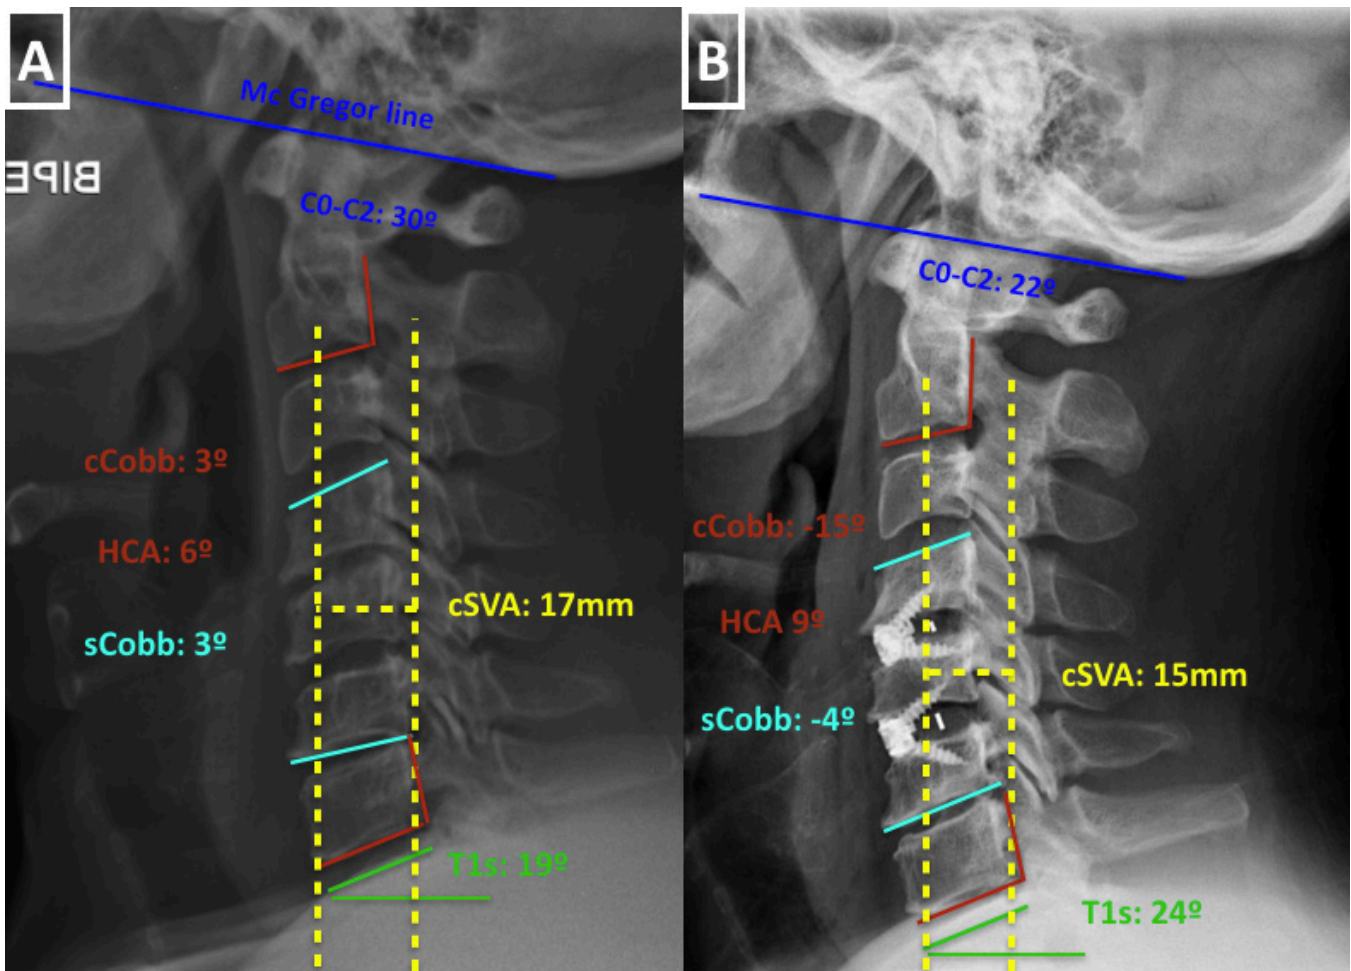 A
Mc Gregor line
BIPE
C0-C2: 30º
cCobb: 3º
HCA: 6º
cSVA: 17mm
sCobb: 3º
T1s: 19º
B
C0-C2: 22º
cCobb: -15º
HCA 9º
cSVA: 15mm
sCobb: -4º
T1s: 24º